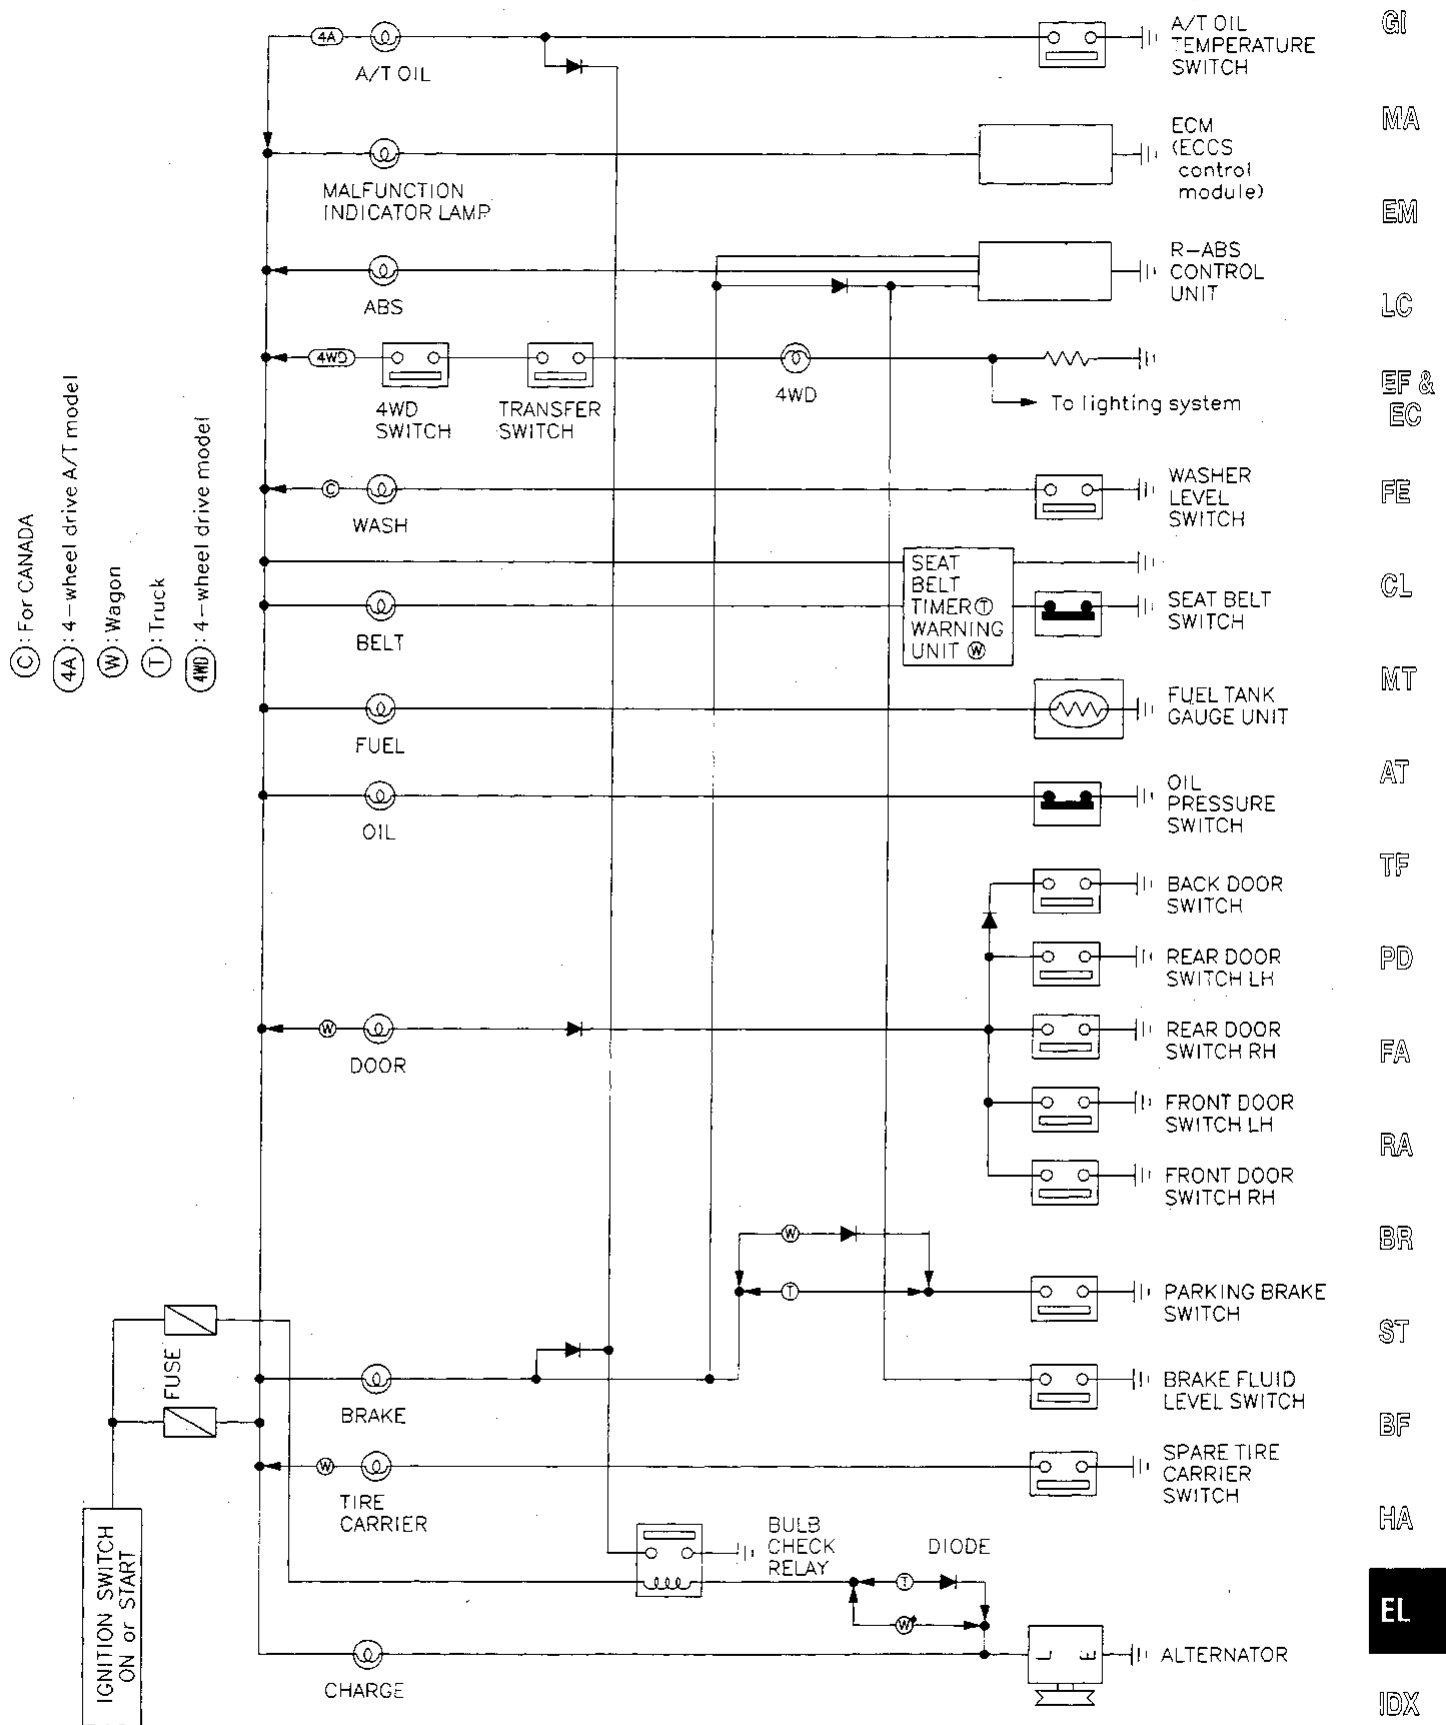 4A
A/T OIL
A/T OIL
TEMPERATURE
SWITCH
GI
MA
MALFUNCTION
INDICATOR LAMP
ECM
(ECCS
control
module)
EM
ABS
R-ABS
CONTROL
UNIT
LC
4WD
4WD
SWITCH
TRANSFER
SWITCH
4WD
To lighting system
EF &
EC
C
WASH
WASHER
LEVEL
SWITCH
FE
C : For CANADA
4A : 4-wheel drive A/T model
W : Wagon
T : Truck
4WD : 4-wheel drive model
BELT
SEAT
BELT
TIMER T
WARNING
UNIT W
SEAT BELT
SWITCH
CL
FUEL
FUEL TANK
GAUGE UNIT
MT
OIL
OIL
PRESSURE
SWITCH
AT
BACK DOOR
SWITCH
TF
REAR DOOR
SWITCH LH
PD
W
DOOR
REAR DOOR
SWITCH RH
FA
FRONT DOOR
SWITCH LH
RA
FRONT DOOR
SWITCH RH
W
BR
T
PARKING BRAKE
SWITCH
ST
FUSE
BRAKE
BRAKE FLUID
LEVEL SWITCH
BF
W
TIRE
CARRIER
SPARE TIRE
CARRIER
SWITCH
HA
IGNITION SWITCH
ON or START
BULB
CHECK
RELAY
DIODE
T
W
EL
CHARGE
L
E
ALTERNATOR
IDX